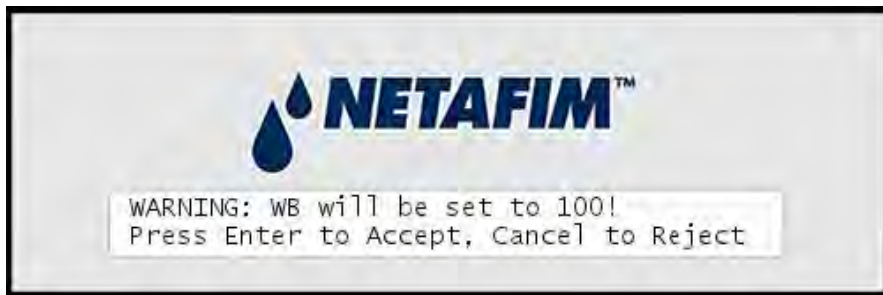 NETAFIM™
WARNING: WB will be set to 100!
Press Enter to Accept, Cancel to Reject